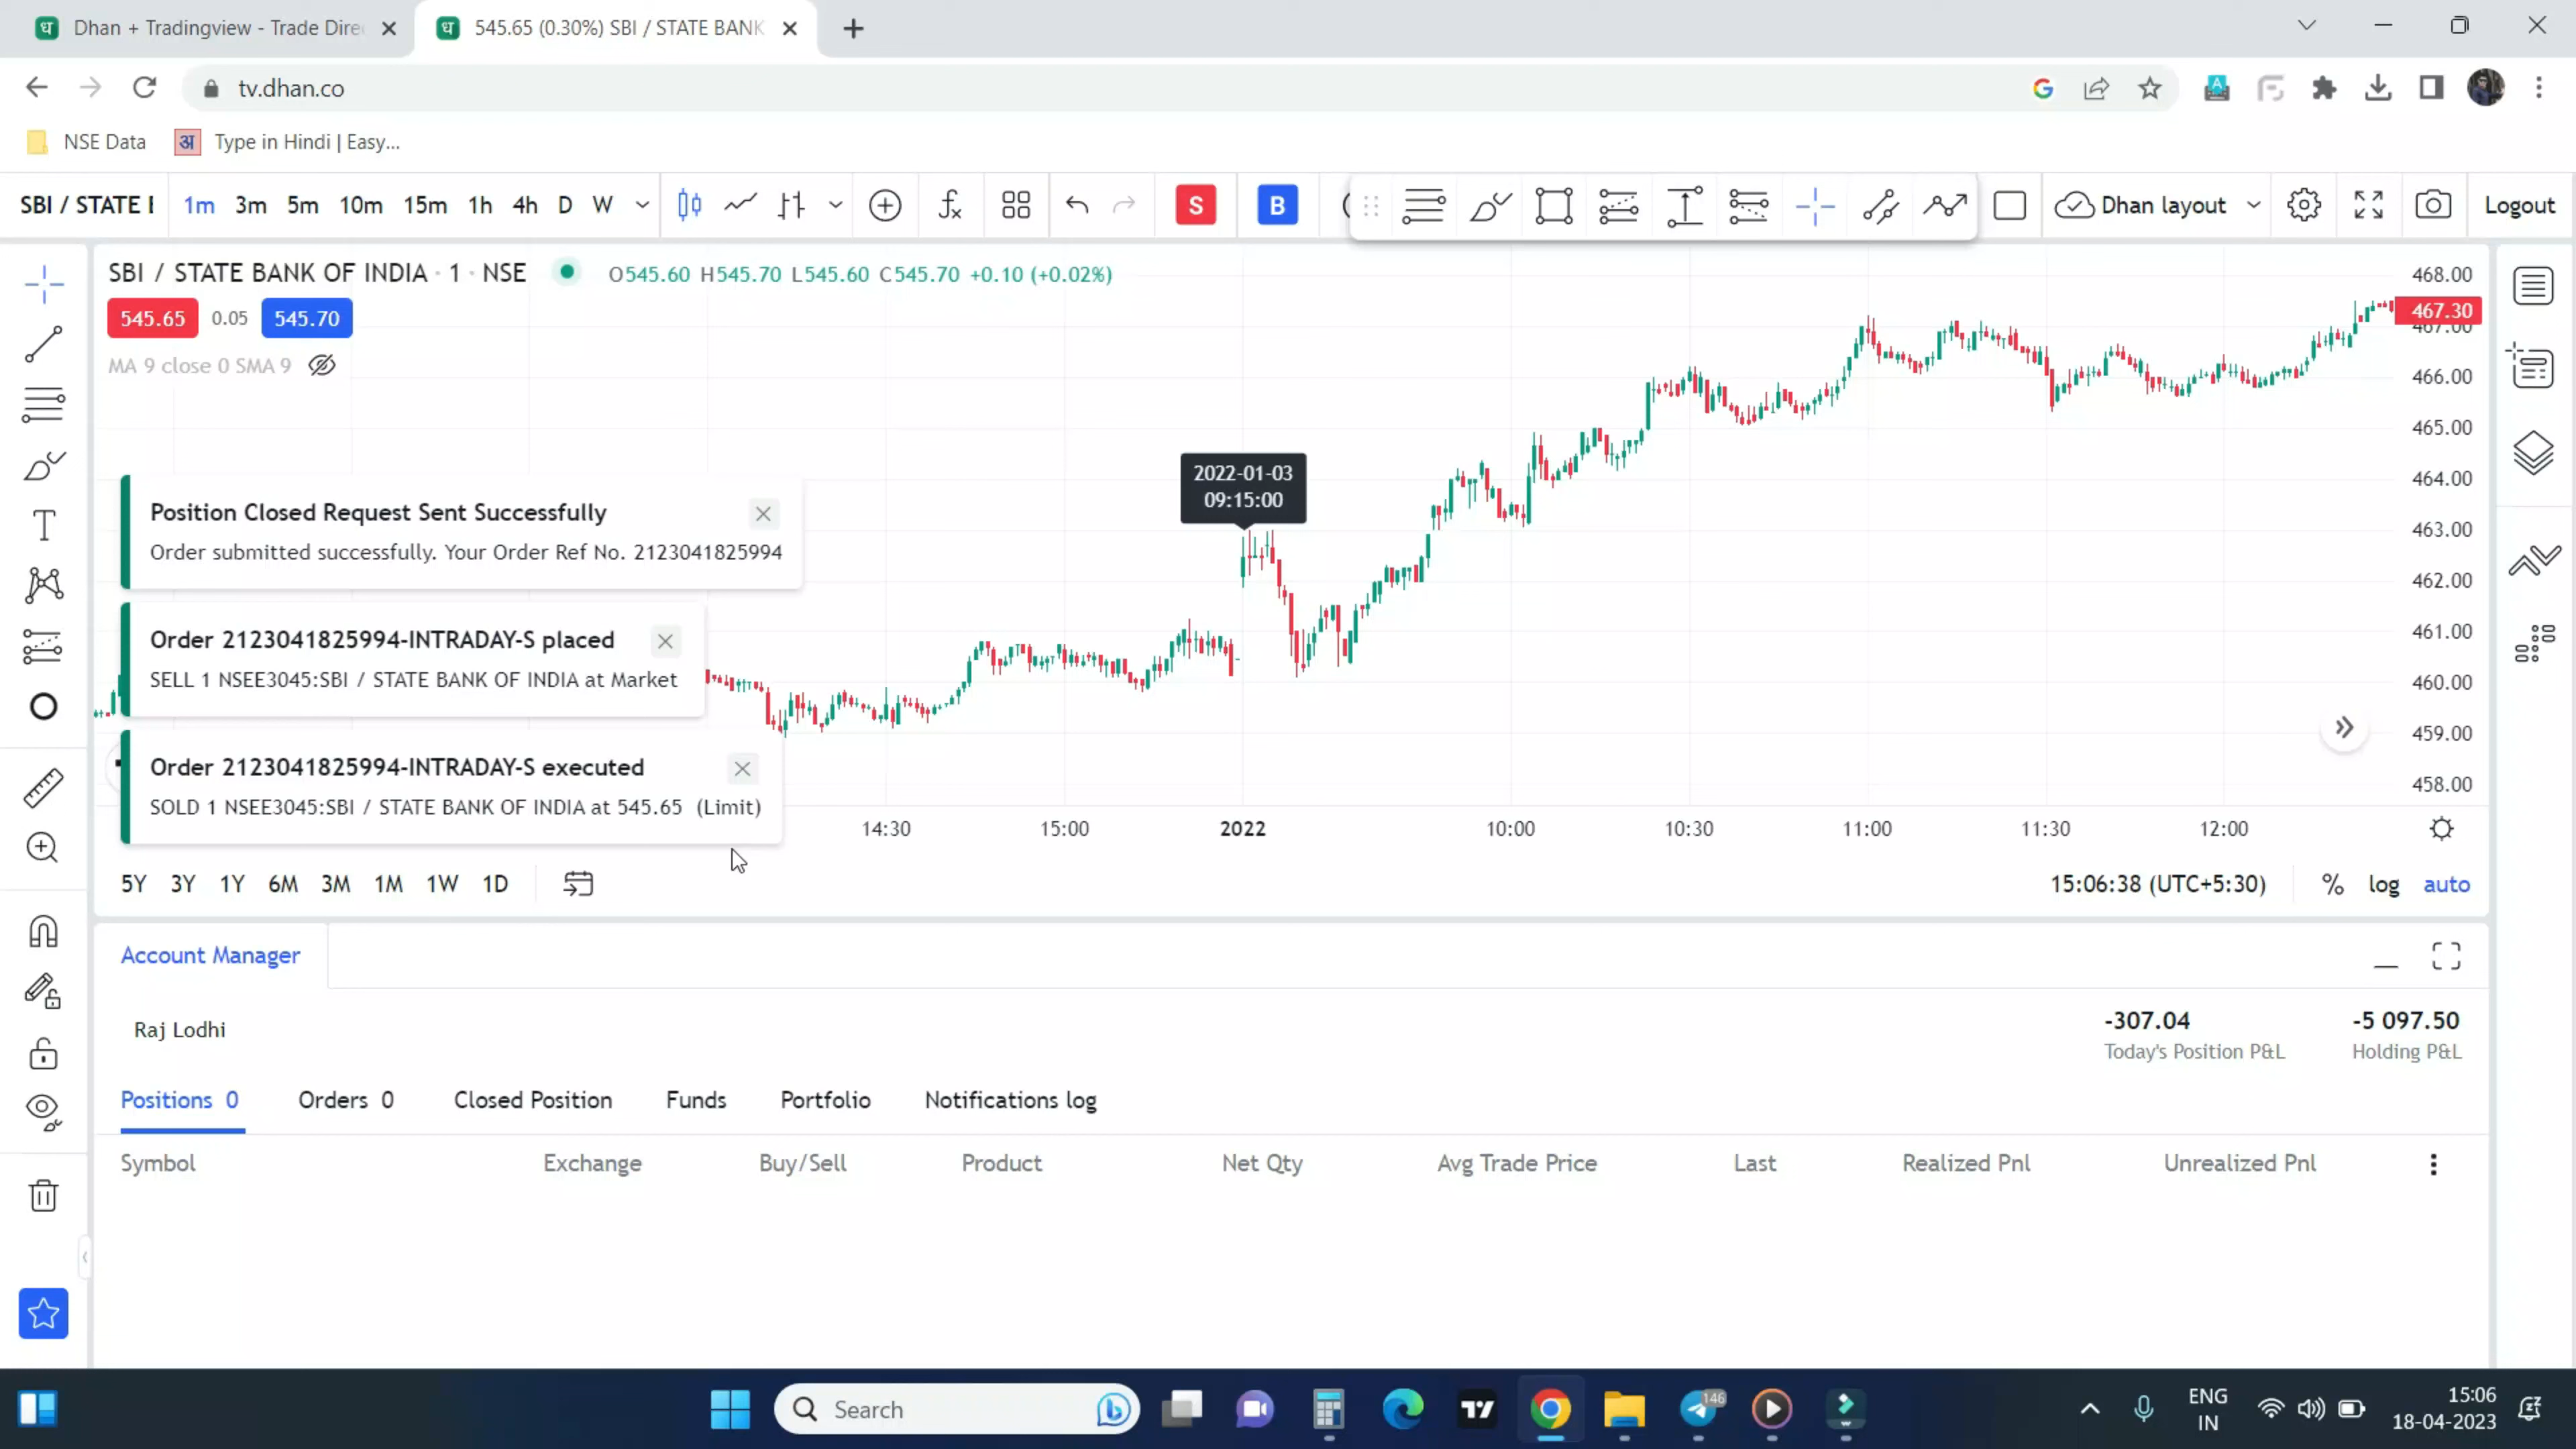 Dhan + Tradingview - Trade Dire
545.65 (0.30%) SBI / STATE BANK
tv.dhan.co
NSE Data
अ Type in Hindi | Easy...
SBI / STATE
1m 3m 5m 10m 15m 1h 4h D W
S
B
Dhan layout
Logout
SBI / STATE BANK OF INDIA · 1 · NSE
O545.60 H545.70 L545.60 C545.70 +0.10 (+0.02%)
545.65 0.05 545.70
MA 9 close 0 SMA 9
468.00
467.30
467.00
466.00
465.00
464.00
463.00
462.00
461.00
460.00
459.00
458.00
2022-01-03
09:15:00
Position Closed Request Sent Successfully
Order submitted successfully. Your Order Ref No. 2123041825994
Order 2123041825994-INTRADAY-S placed
SELL 1 NSEE3045:SBI / STATE BANK OF INDIA at Market
Order 2123041825994-INTRADAY-S executed
SOLD 1 NSEE3045:SBI / STATE BANK OF INDIA at 545.65 (Limit)
14:30 15:00 2022 10:00 10:30 11:00 11:30 12:00
5Y 3Y 1Y 6M 3M 1M 1W 1D
15:06:38 (UTC+5:30) % log auto
Account Manager
Raj Lodhi
-307.04
Today's Position P&L
-5 097.50
Holding P&L
Positions 0 Orders 0 Closed Position Funds Portfolio Notifications log
Symbol Exchange Buy/Sell Product Net Qty Avg Trade Price Last Realized Pnl Unrealized Pnl
Search
146
ENG
IN
15:06
18-04-2023